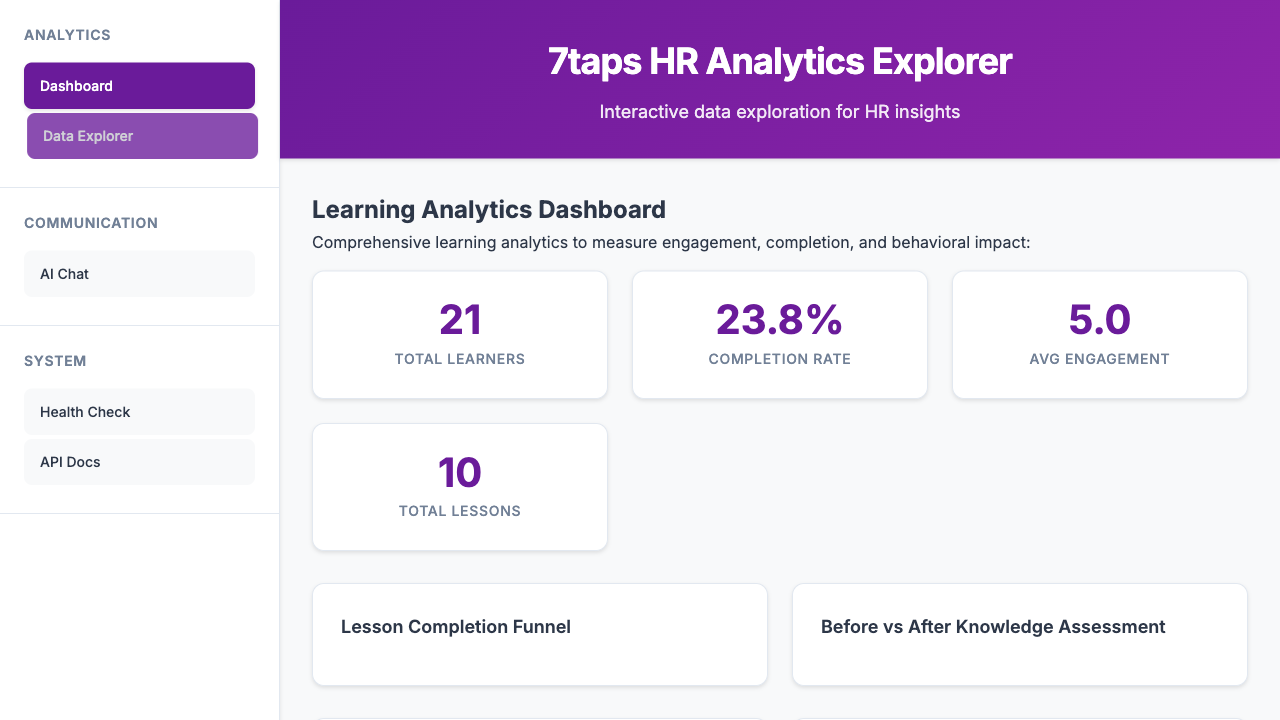 ANALYTICS
Dashboard
Data Explorer
COMMUNICATION
AI Chat
SYSTEM
Health Check
API Docs
7taps HR Analytics Explorer
Interactive data exploration for HR insights
Learning Analytics Dashboard
Comprehensive learning analytics to measure engagement, completion, and behavioral impact:
21
TOTAL LEARNERS
23.8%
COMPLETION RATE
5.0
AVG ENGAGEMENT
10
TOTAL LESSONS
Lesson Completion Funnel
Before vs After Knowledge Assessment